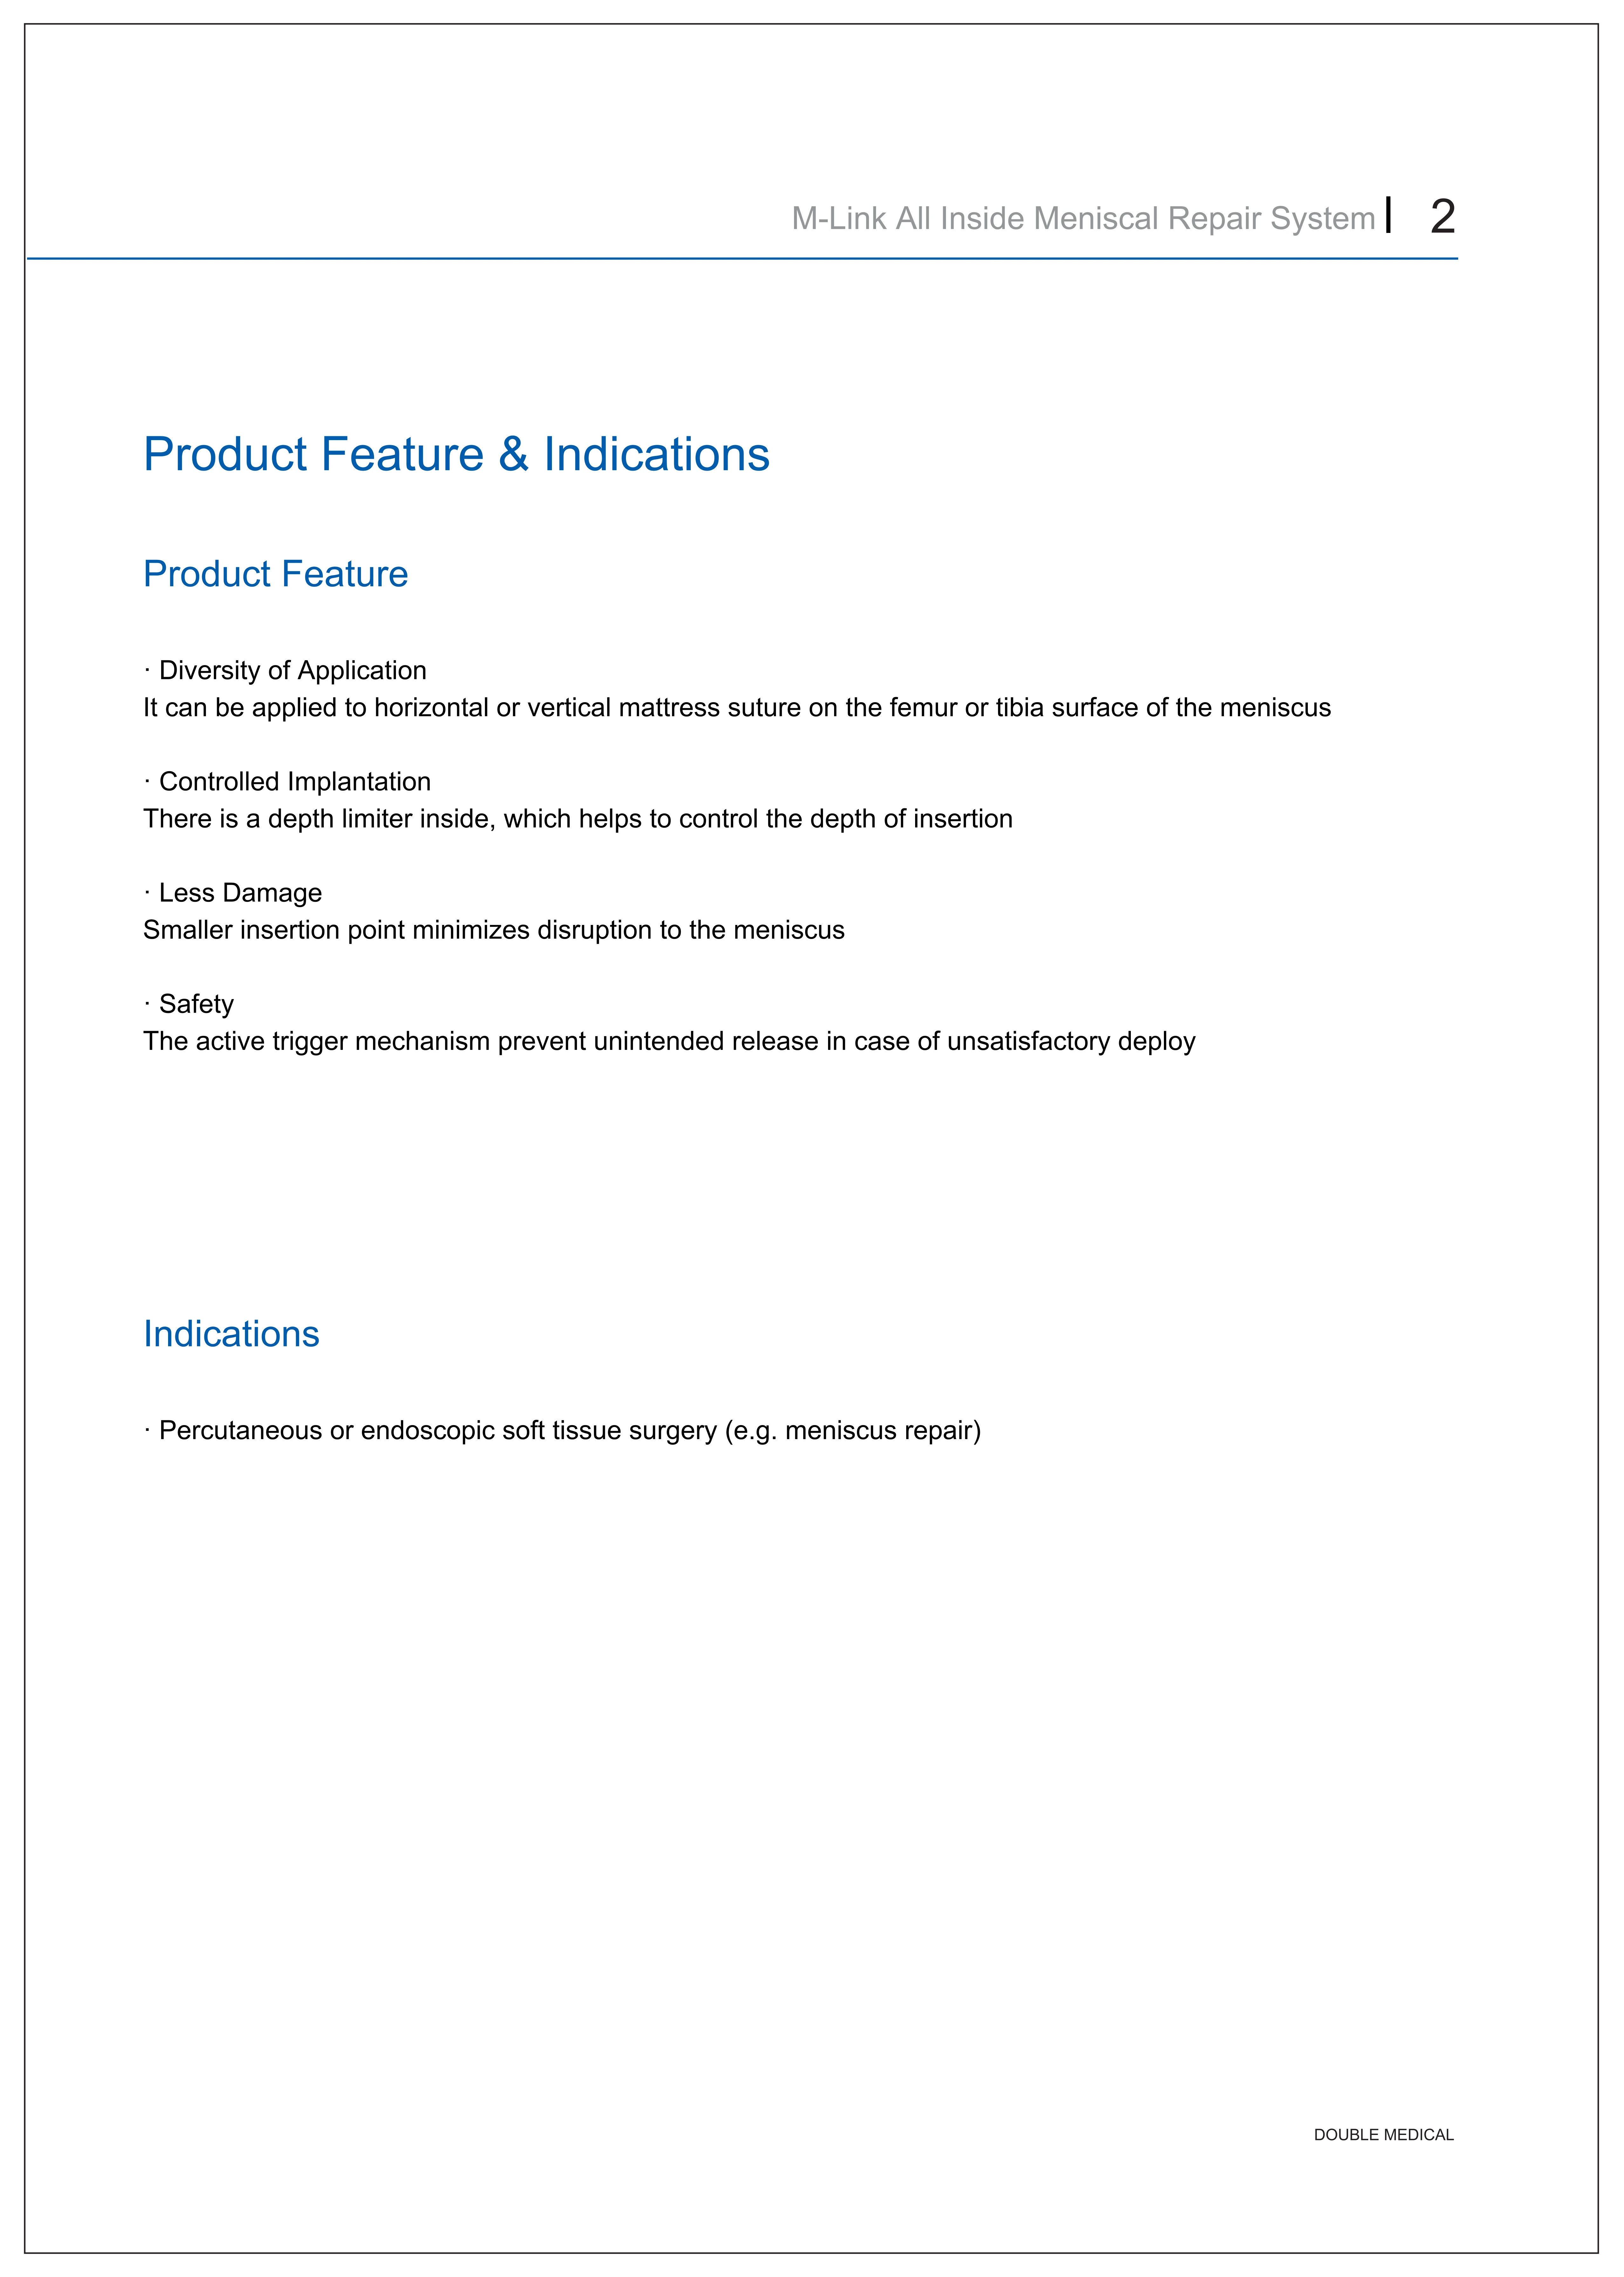 M-Link All Inside Meniscal Repair System | 2
Product Feature & Indications
Product Feature
· Diversity of Application
It can be applied to horizontal or vertical mattress suture on the femur or tibia surface of the meniscus
· Controlled Implantation
There is a depth limiter inside, which helps to control the depth of insertion
· Less Damage
Smaller insertion point minimizes disruption to the meniscus
· Safety
The active trigger mechanism prevent unintended release in case of unsatisfactory deploy
Indications
· Percutaneous or endoscopic soft tissue surgery (e.g. meniscus repair)
DOUBLE MEDICAL